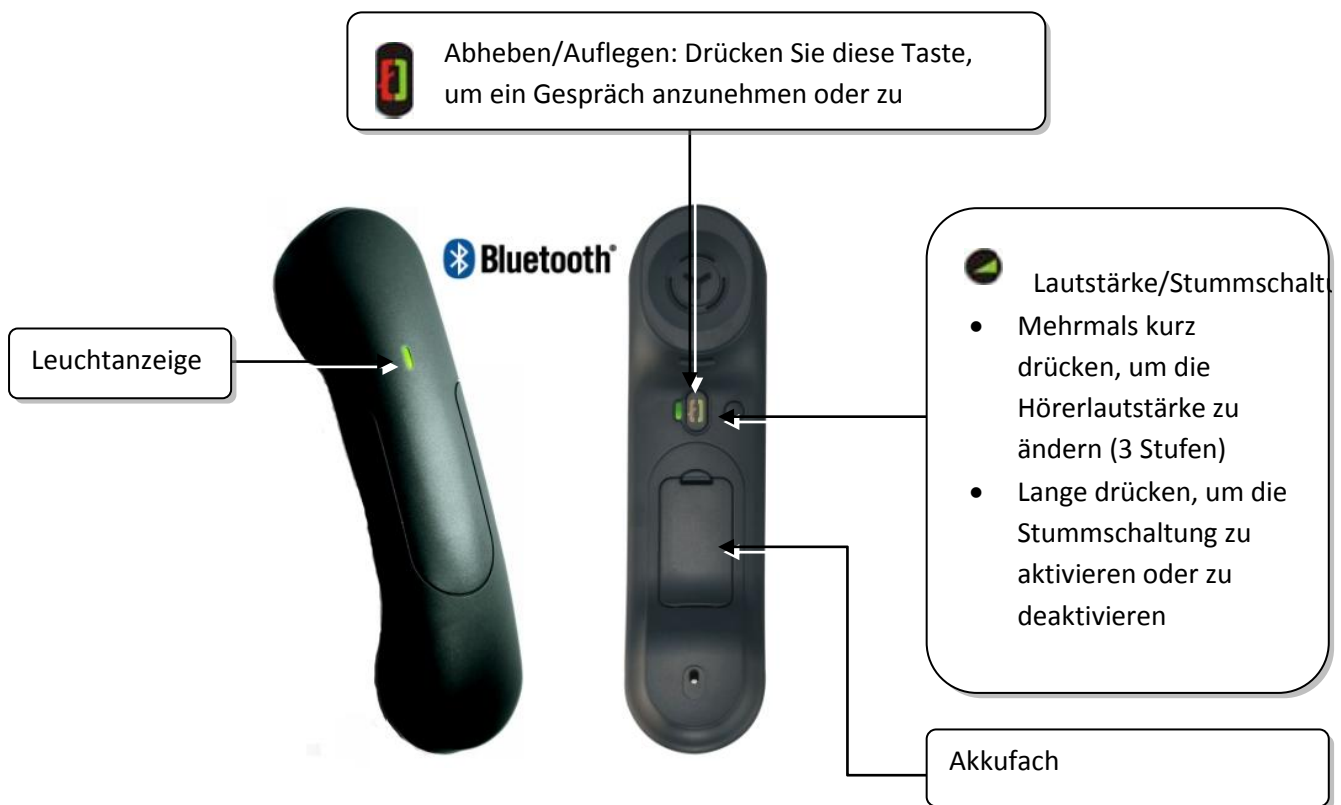 Abheben/Auflegen: Drücken Sie diese Taste,
um ein Gespräch anzunehmen oder zu
Bluetooth®
Leuchtanzeige
Lautstärke/Stummschaltu
• Mehrmals kurz
drücken, um die
Hörerlautstärke zu
ändern (3 Stufen)
• Lange drücken, um die
Stummschaltung zu
aktivieren oder zu
deaktivieren
Akkufach